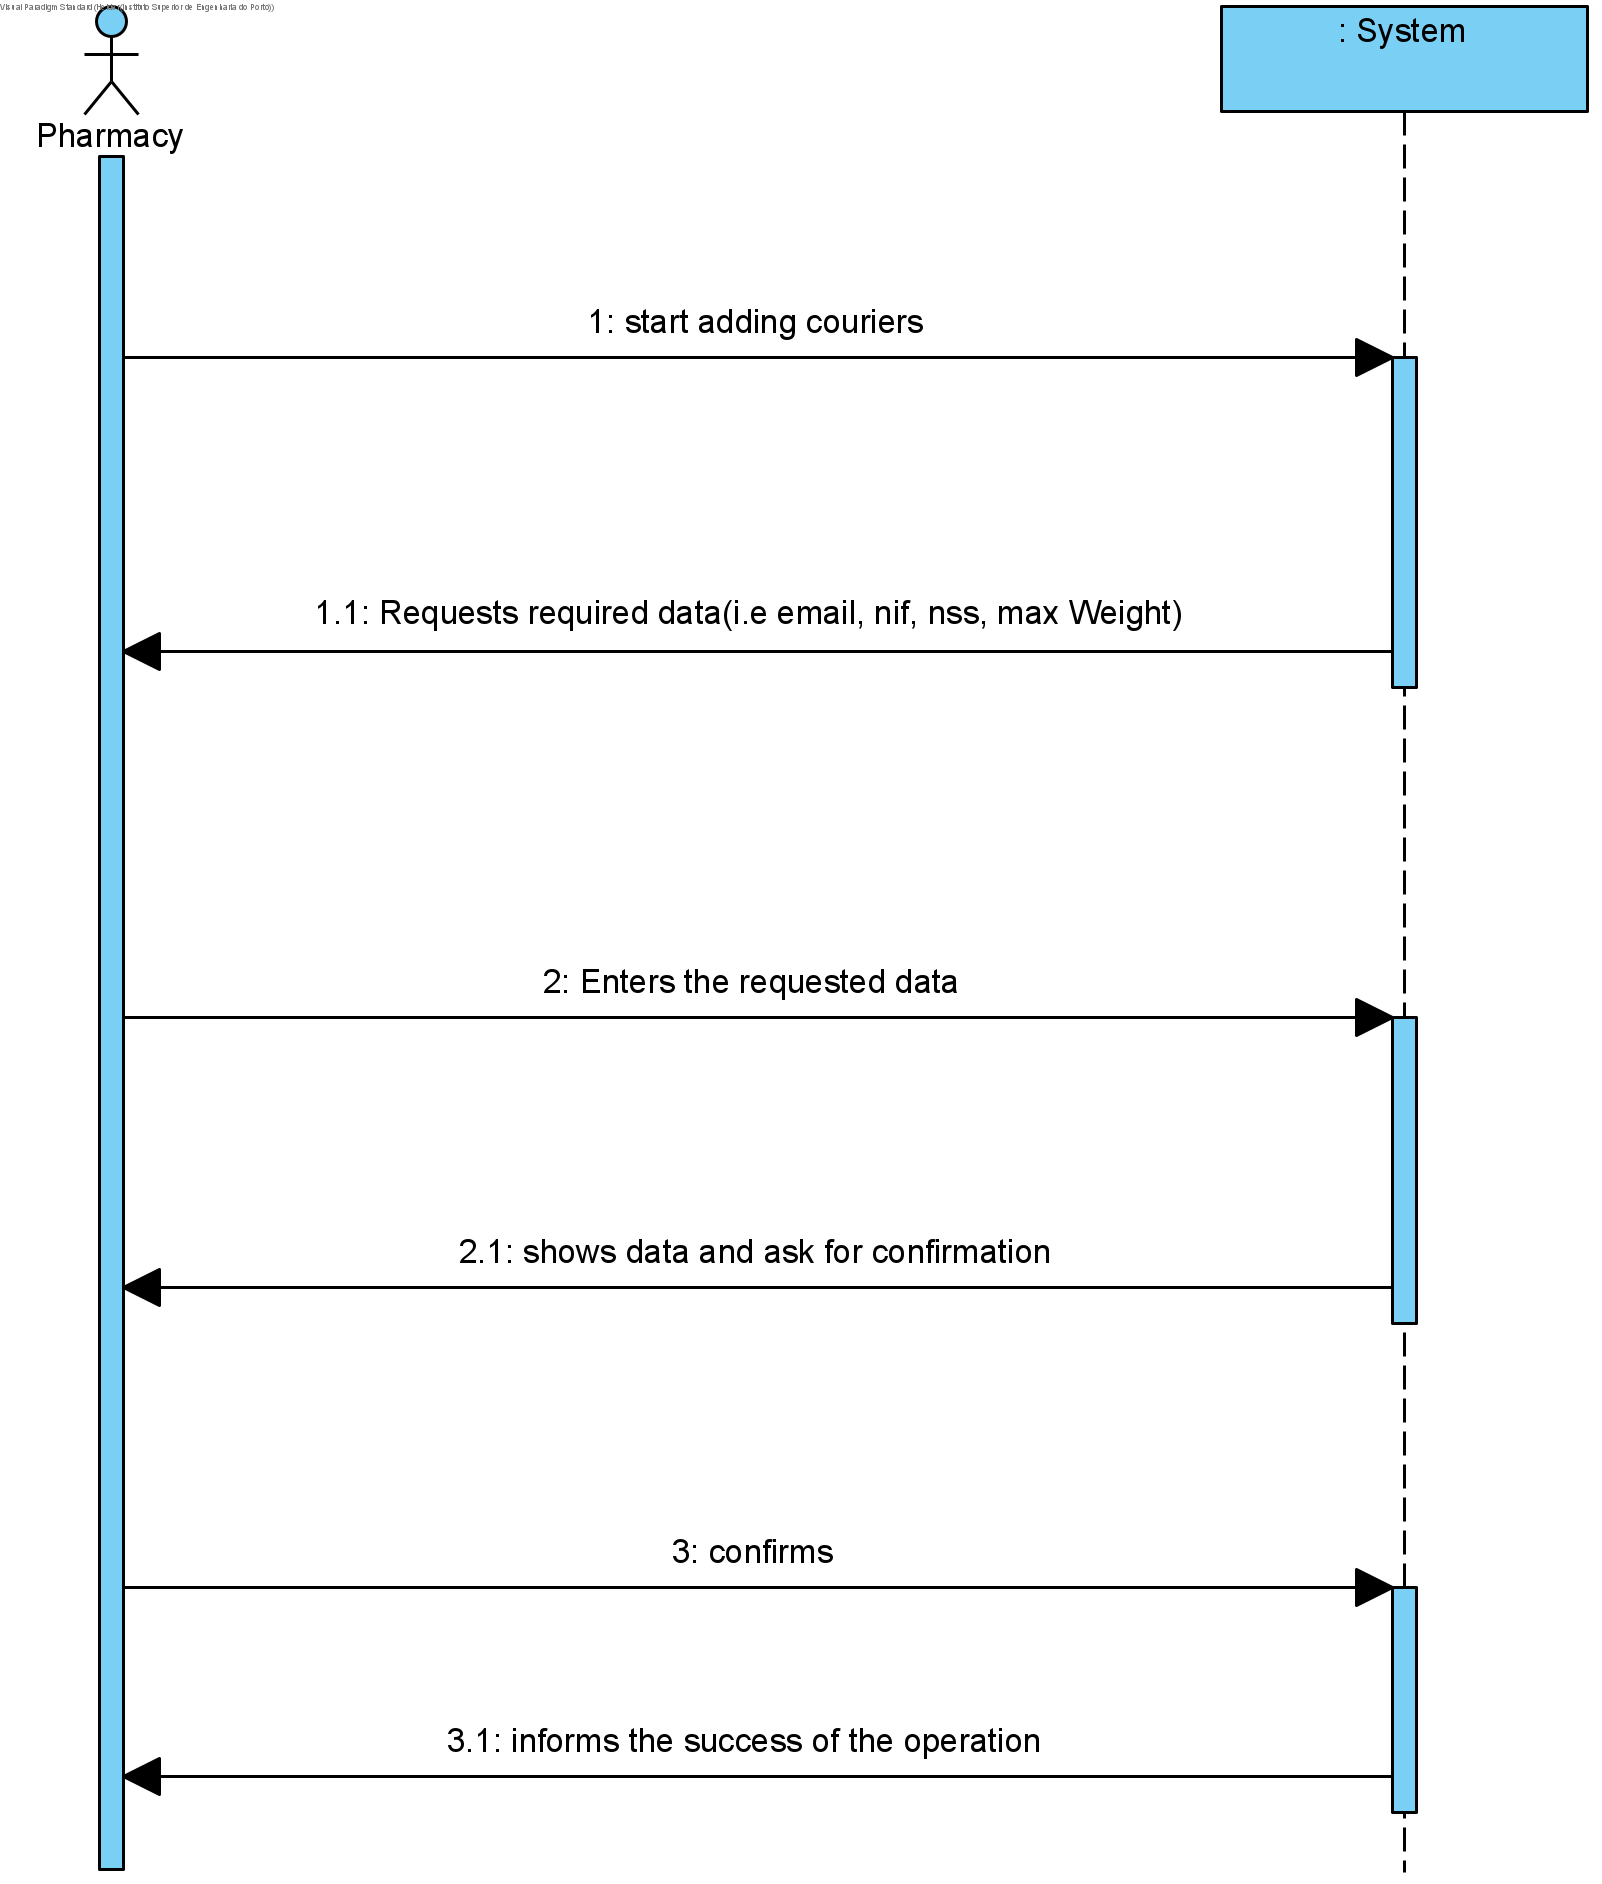 Visual Paradigm Standard (Instituto Superior de Engenharia do Porto))
: System
Pharmacy
1: start adding couriers
1.1: Requests required data(i.e email, nif, nss, max Weight)
2: Enters the requested data
2.1: shows data and ask for confirmation
3: confirms
3.1: informs the success of the operation